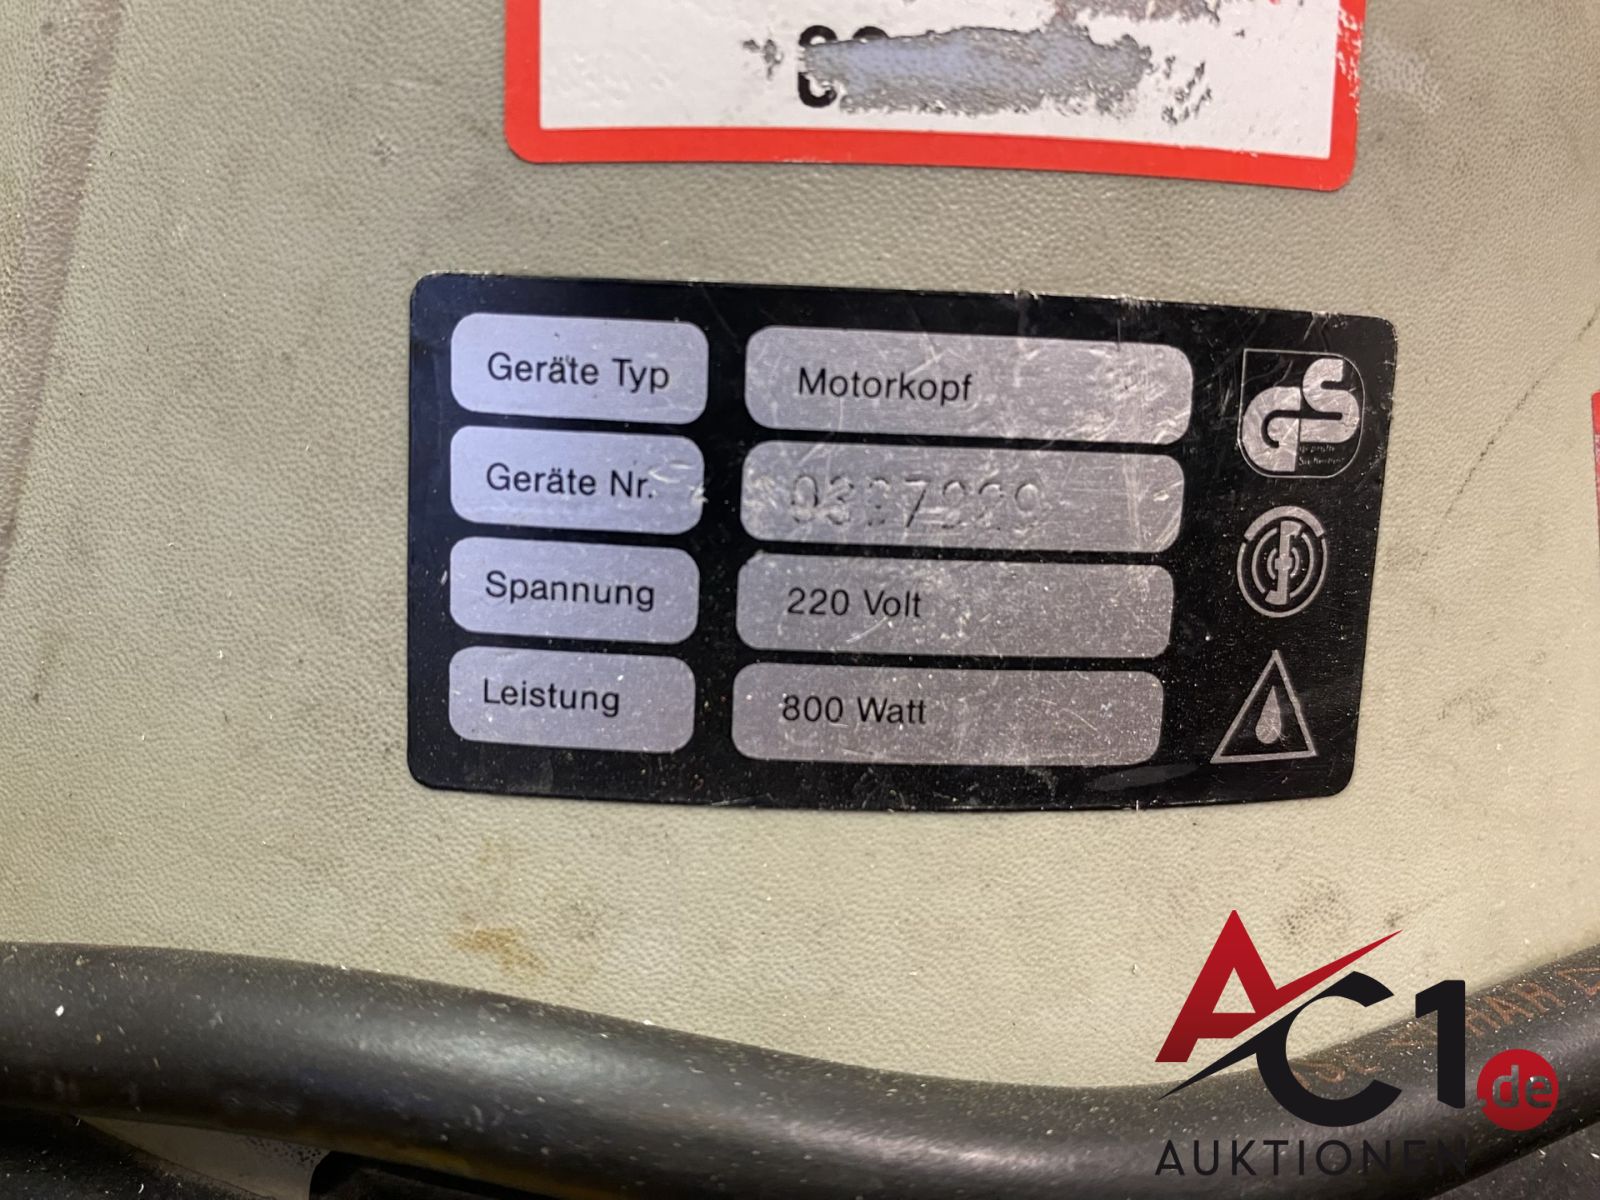 Geräte Typ Motorkopf
Geräte Nr.
Spannung 220 Volt
Leistung 800 Watt
GS
AC1.de
AUKTIONEN